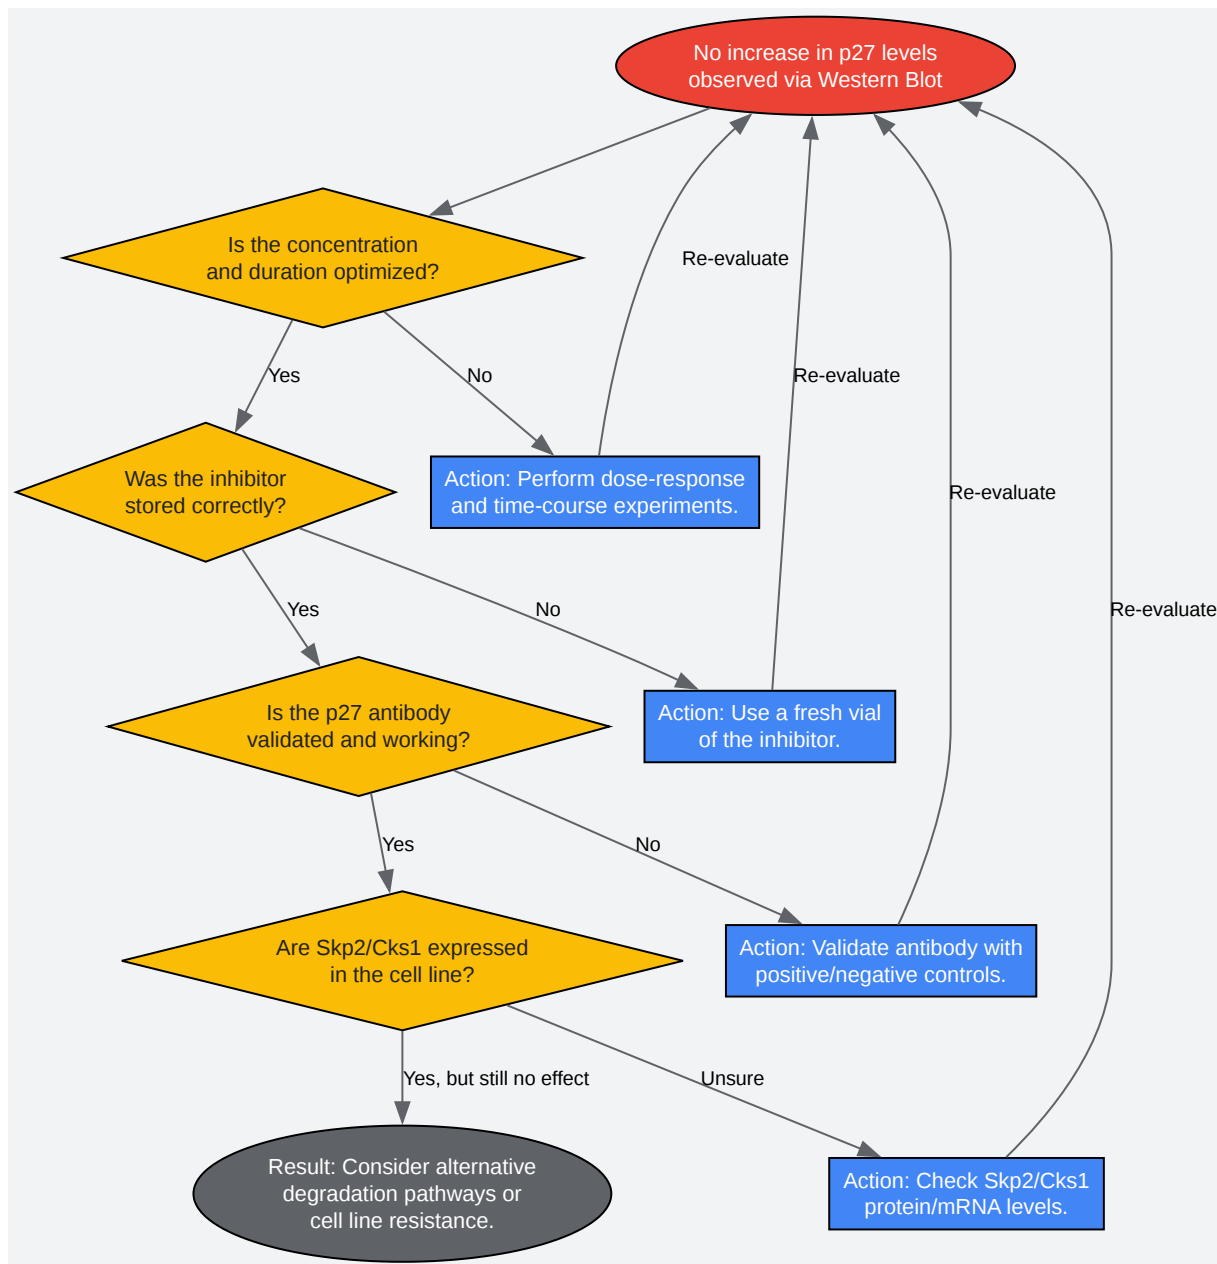 No increase in p27 levels
observed via Western Blot
Is the concentration
and duration optimized?
Re-evaluate
Yes
No
Re-evaluate
Was the inhibitor
stored correctly?
Action: Perform dose-response
and time-course experiments.
Re-evaluate
Yes
No
Re-evaluate
Is the p27 antibody
validated and working?
Action: Use a fresh vial
of the inhibitor.
Yes
No
Are Skp2/Cks1 expressed
in the cell line?
Action: Validate antibody with
positive/negative controls.
Yes, but still no effect
Unsure
Result: Consider alternative
degradation pathways or
cell line resistance.
Action: Check Skp2/Cks1
protein/mRNA levels.